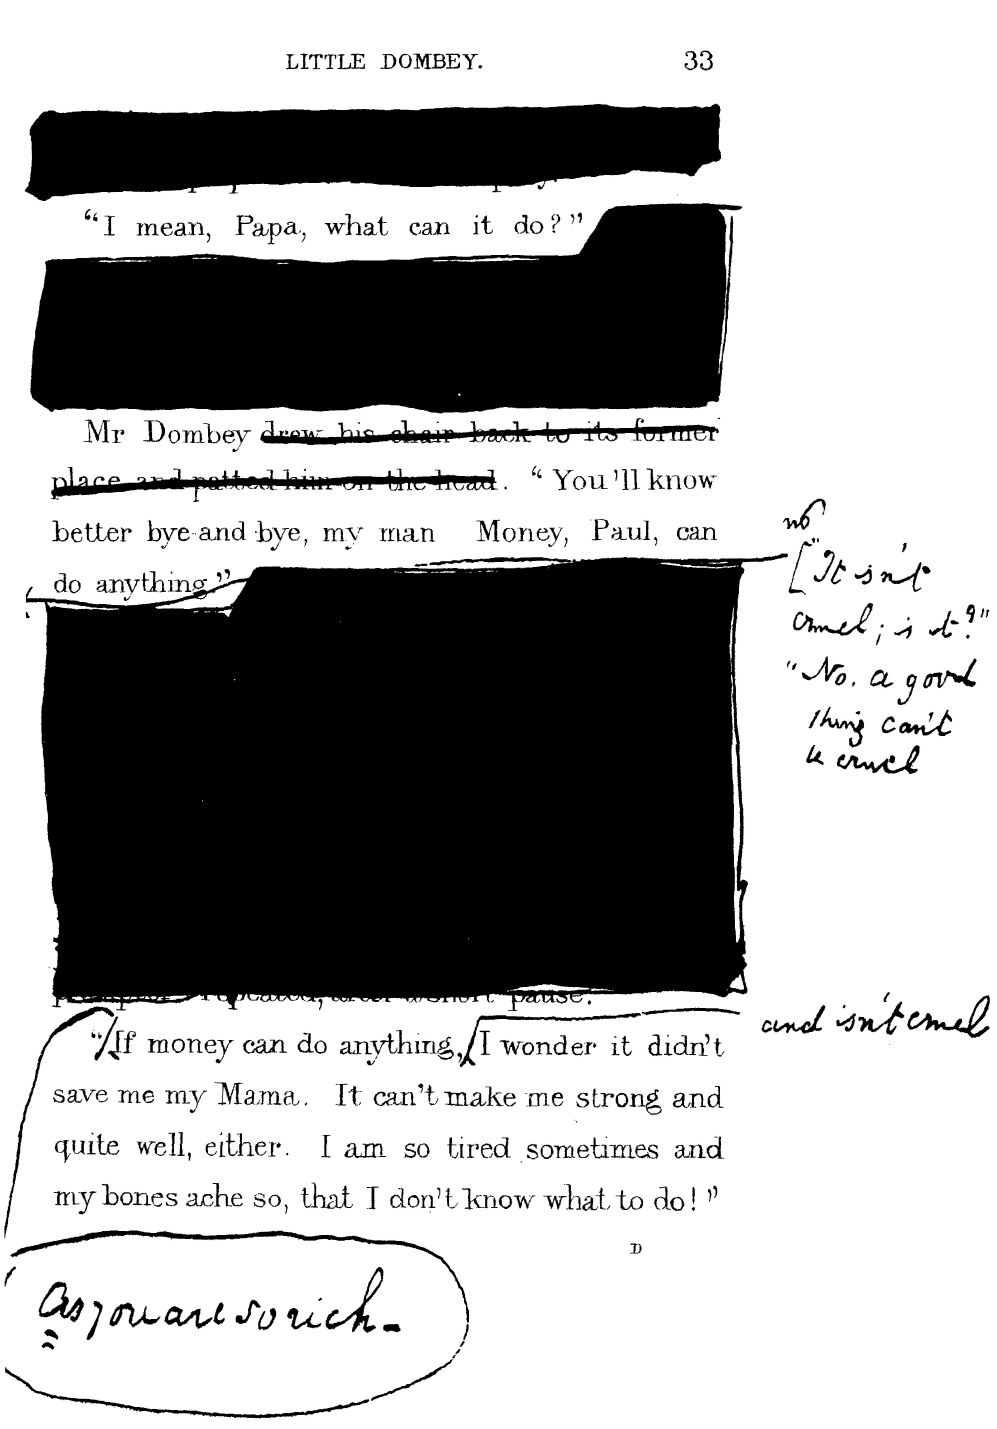 LITTLE DOMBEY. 33
“I mean, Papa, what can it do?”
Mr Dombey drew his chair back to its former
place and patted him on the head. “You'll know
better bye-and-bye, my man Money, Paul, can
do anything.”
no
["It isn't
cruel; is it?"
"No. a good
thing can't
be cruel
repeated, after a short pause.
and isn't cruel
“If money can do anything, I wonder it didn't
save me my Mama. It can't make me strong and
quite well, either. I am so tired sometimes and
my bones ache so, that I don't know what to do!”
D
As you are so rich-